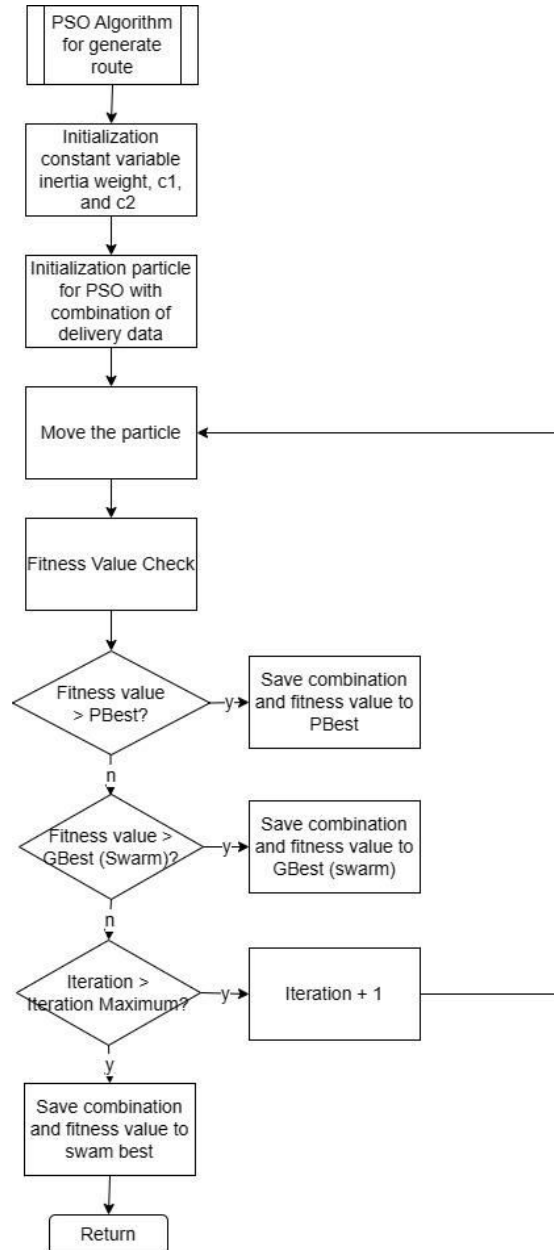 PSO Algorithm
for generate
route
Initialization
constant variable
inertia weight, c1,
and c2
Initialization particle
for PSO with
combination of
delivery data
Move the particle
Fitness Value Check
Fitness value
> PBest?
y
Save combination
and fitness value to
PBest
n
Fitness value >
GBest (Swarm)?
y
Save combination
and fitness value to
GBest (swarm)
n
Iteration >
Iteration Maximum?
y
Iteration + 1
y
Save combination
and fitness value to
swam best
Return